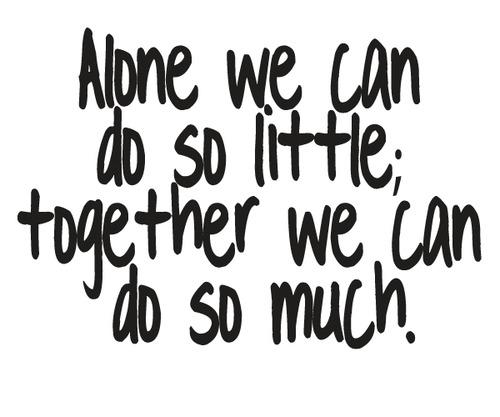 Alone we can
do so little;
together we can
do so much.